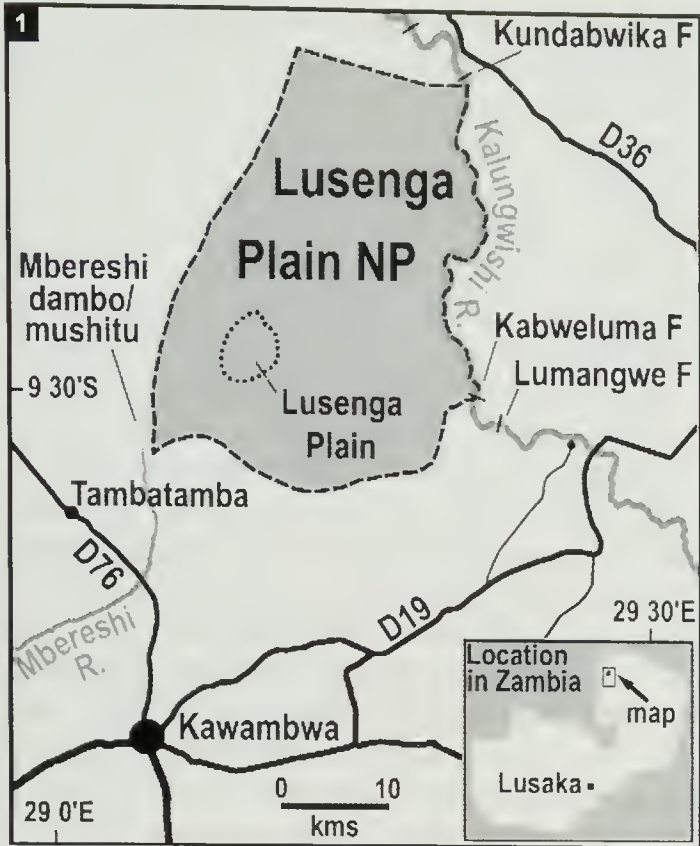 1
Kundabwika F
D36
Kalungwishi
R.
Lusenga
Plain NP
Mbereshi
dambo/
mushitu
Kabweluma F
Lumangwe F
9 30'S
Lusenga
Plain
Tambatamba
D76
Mbereshi
R.
D19
29 30'E
Location
in Zambia
map
Lusaka
Kawambwa
0 10
kms
29 0'E